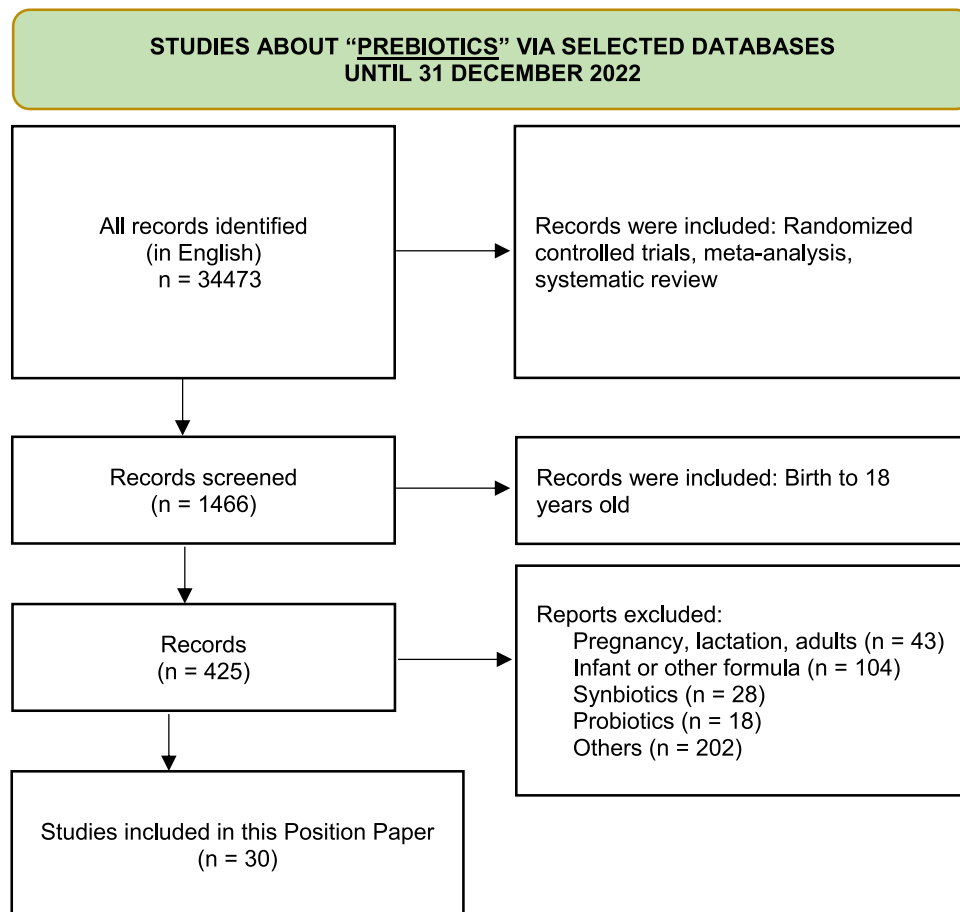 STUDIES ABOUT “PREBIOTICS” VIA SELECTED DATABASES
UNTIL 31 DECEMBER 2022
All records identified
(in English)
n = 34473
Records were included: Randomized
controlled trials, meta-analysis,
systematic review
Records screened
(n = 1466)
Records were included: Birth to 18
years old
Records
(n = 425)
Reports excluded:
Pregnancy, lactation, adults (n = 43)
Infant or other formula (n = 104)
Synbiotics (n = 28)
Probiotics (n = 18)
Others (n = 202)
Studies included in this Position Paper
(n = 30)